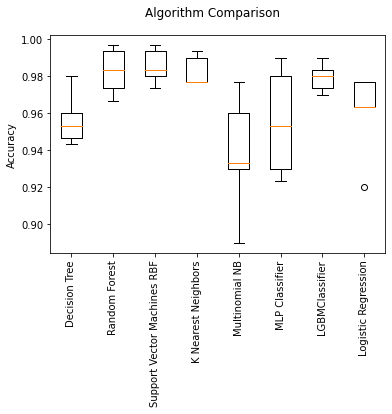 Algorithm Comparison
1.00
0.98
0.96
0.94
0.92
0.90
Accuracy
Decision Tree
Random Forest
Support Vector Machines RBF
K Nearest Neighbors
Multinomial NB
MLP Classifier
LGBMClassifier
Logistic Regression